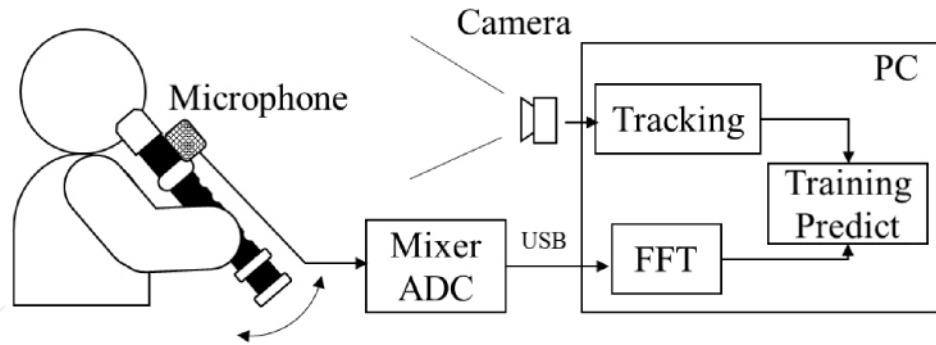 Camera
PC
Microphone
Tracking
Training
Predict
Mixer
ADC
USB
FFT